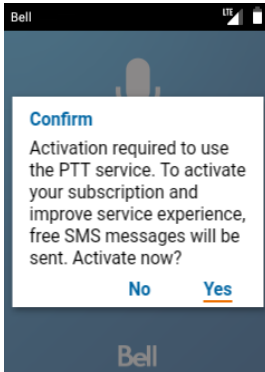 Bell
LTE
Confirm
Activation required to use
the PTT service. To activate
your subscription and
improve service experience,
free SMS messages will be
sent. Activate now?
No Yes
Bell